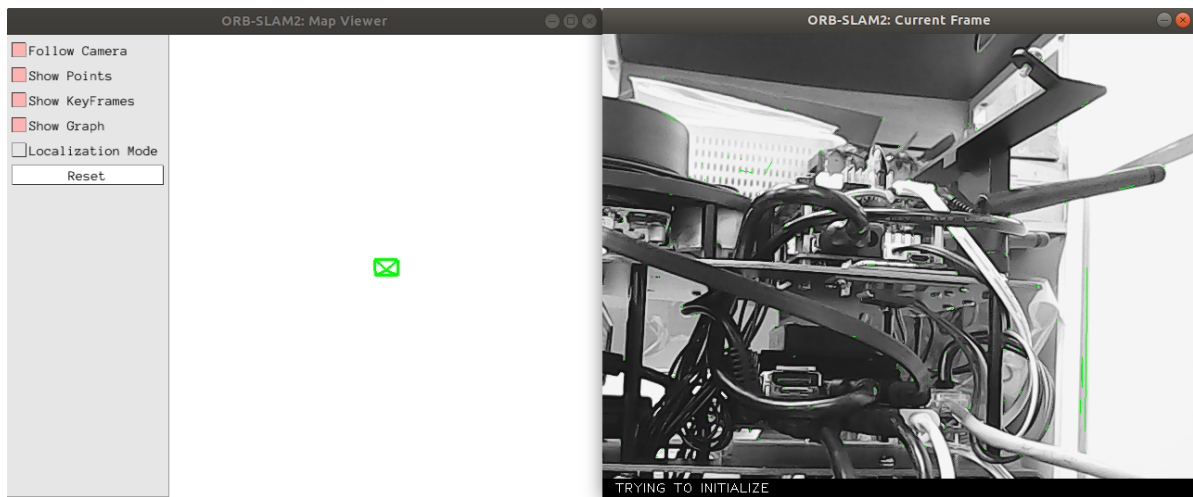 ORB-SLAM2: Map Viewer
Follow Camera
Show Points
Show KeyFrames
Show Graph
Localization Mode
Reset
ORB-SLAM2: Current Frame
TRYING TO INITIALIZE